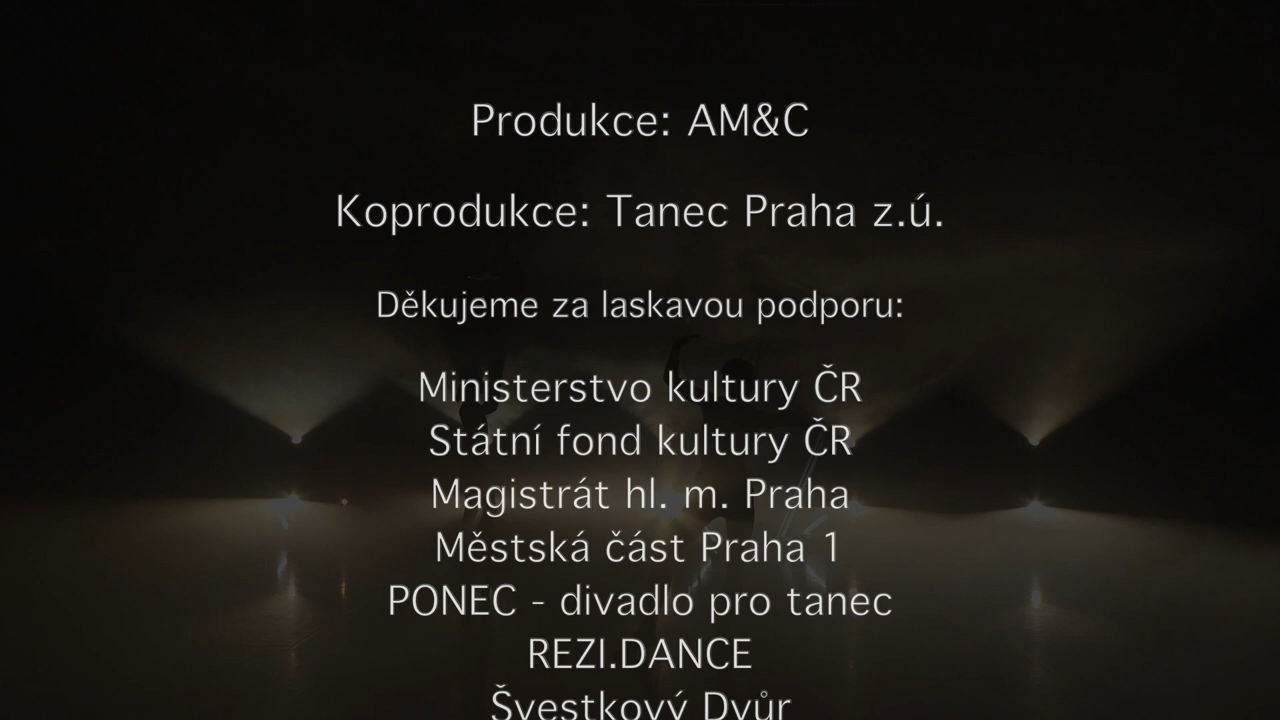 Produkce: AM&C
Koprodukce: Tanec Praha z.ú.
Děkujeme za laskavou podporu:
Ministerstvo kultury ČR
Státní fond kultury ČR
Magistrát hl. m. Praha
Městská část Praha 1
PONEC - divadlo pro tanec
REZI.DANCE
Švestkový Dvůr